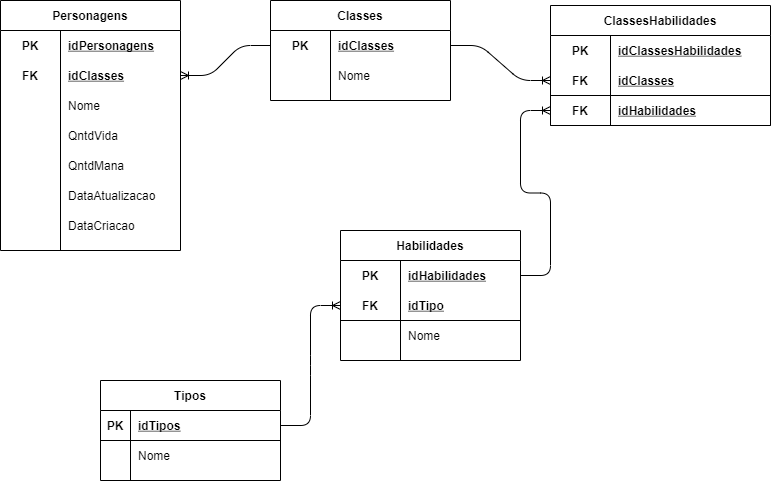 Personagens
PK idPersonagens
FK idClasses
Nome
QntdVida
QntdMana
DataAtualizacao
DataCriacao
Classes
PK idClasses
Nome
ClassesHabilidades
PK idClassesHabilidades
FK idClasses
FK idHabilidades
Habilidades
PK idHabilidades
FK idTipo
Nome
Tipos
PK idTipos
Nome